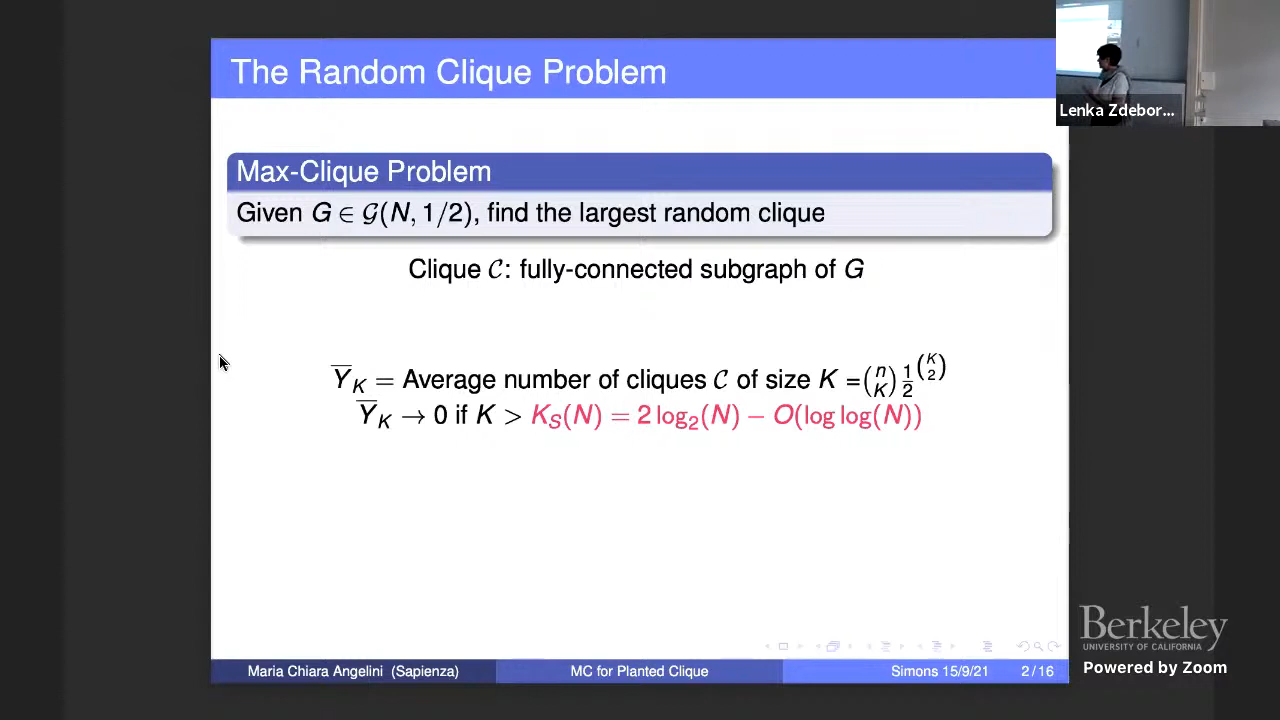 The Random Clique Problem
Lenka Zdebor...
Max-Clique Problem
Given G ∈ 𝒢(N, 1/2), find the largest random clique
Clique 𝒞: fully-connected subgraph of G
Y̅_K = Average number of cliques 𝒞 of size K = (n K) 1/2^(K 2)
Y̅_K → 0 if K > K_S(N) = 2 log₂(N) − O(log log(N))
Berkeley
UNIVERSITY OF CALIFORNIA
Powered by Zoom
Maria Chiara Angelini (Sapienza) MC for Planted Clique Simons 15/9/21 2 / 16